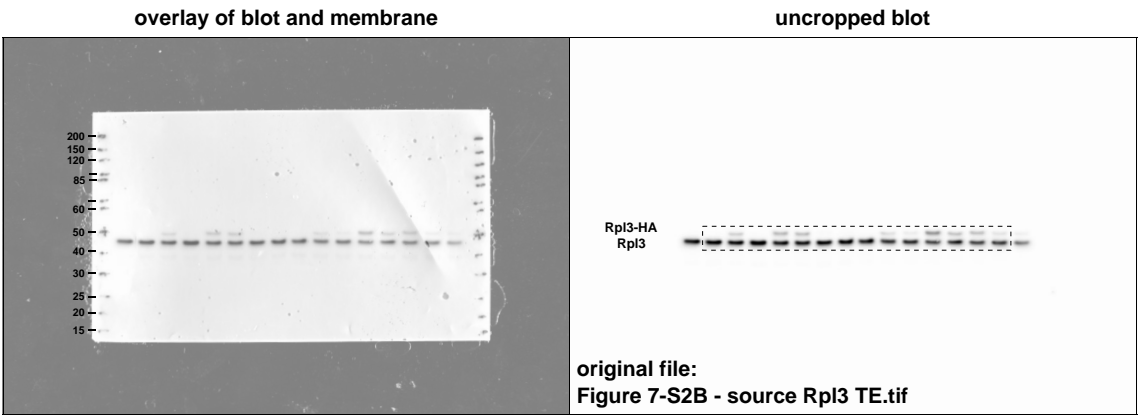 overlay of blot and membrane
uncropped blot
200
150
120
85
60
50
40
30
25
20
15
Rpl3-HA
Rpl3
original file:
Figure 7-S2B - source Rpl3 TE.tif